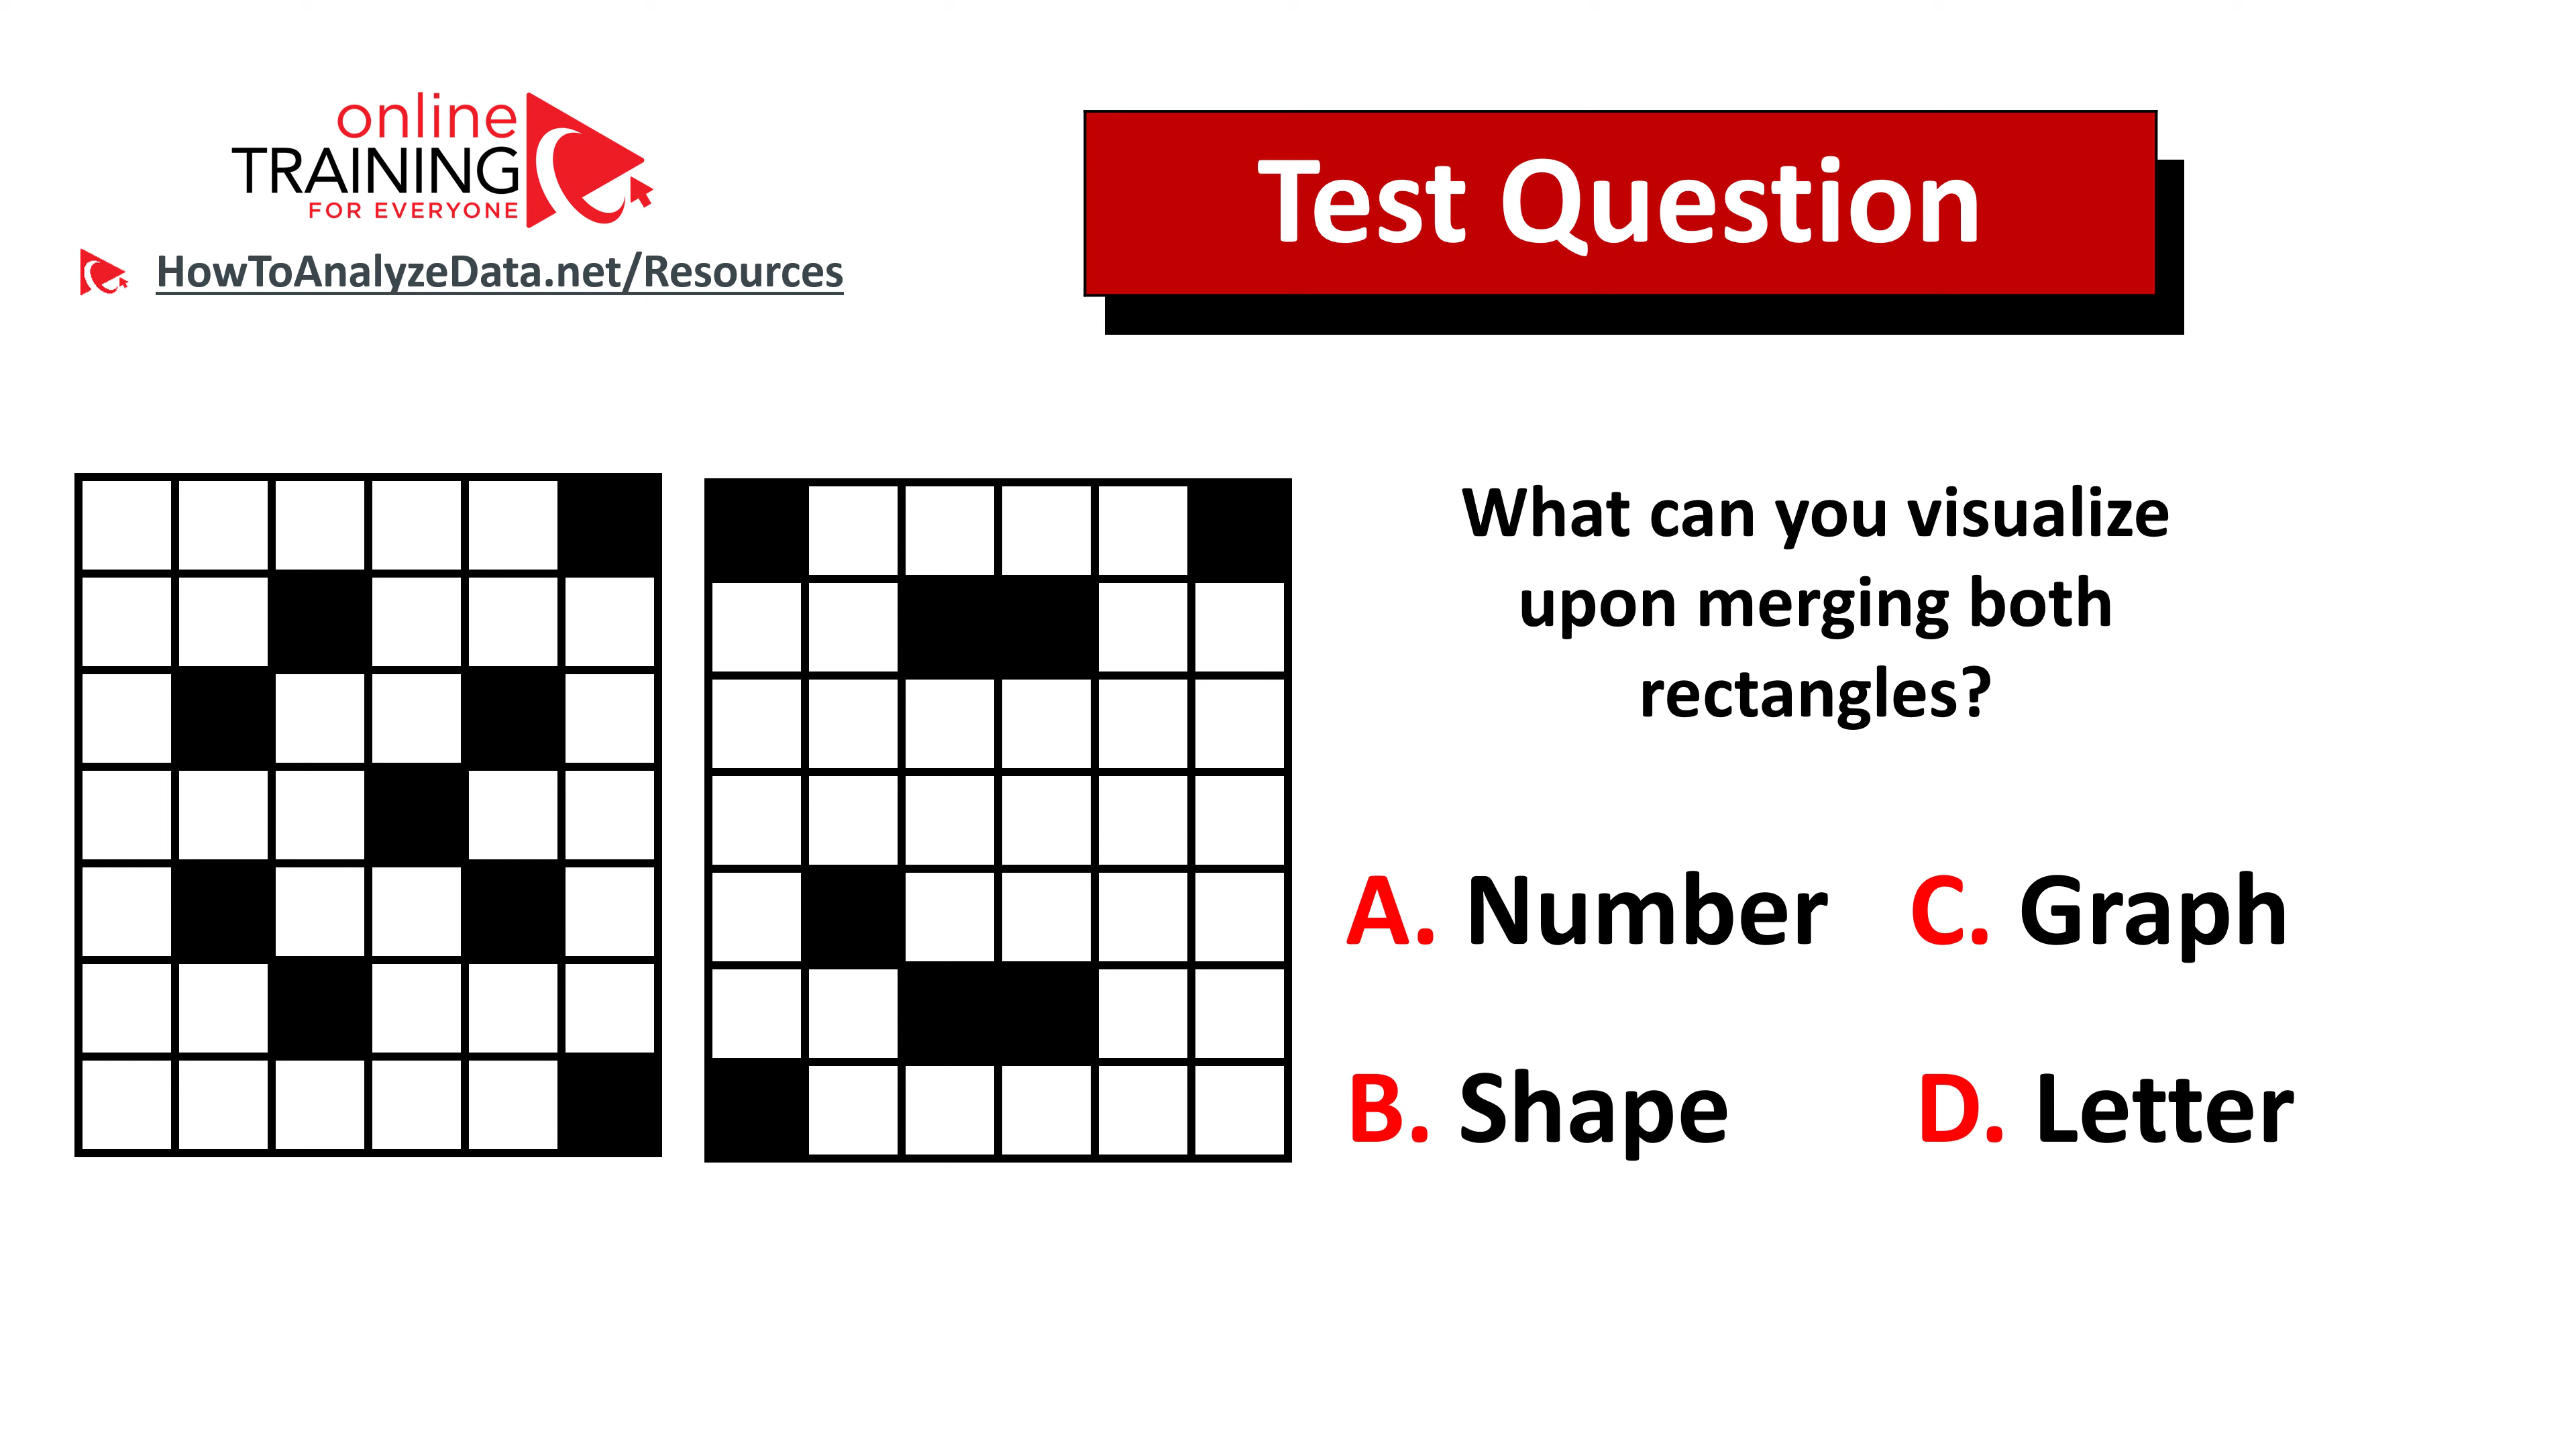 online
TRAINING
FOR EVERYONE
HowToAnalyzeData.net/Resources
Test Question
What can you visualize
upon merging both
rectangles?
A. Number
C. Graph
B. Shape
D. Letter